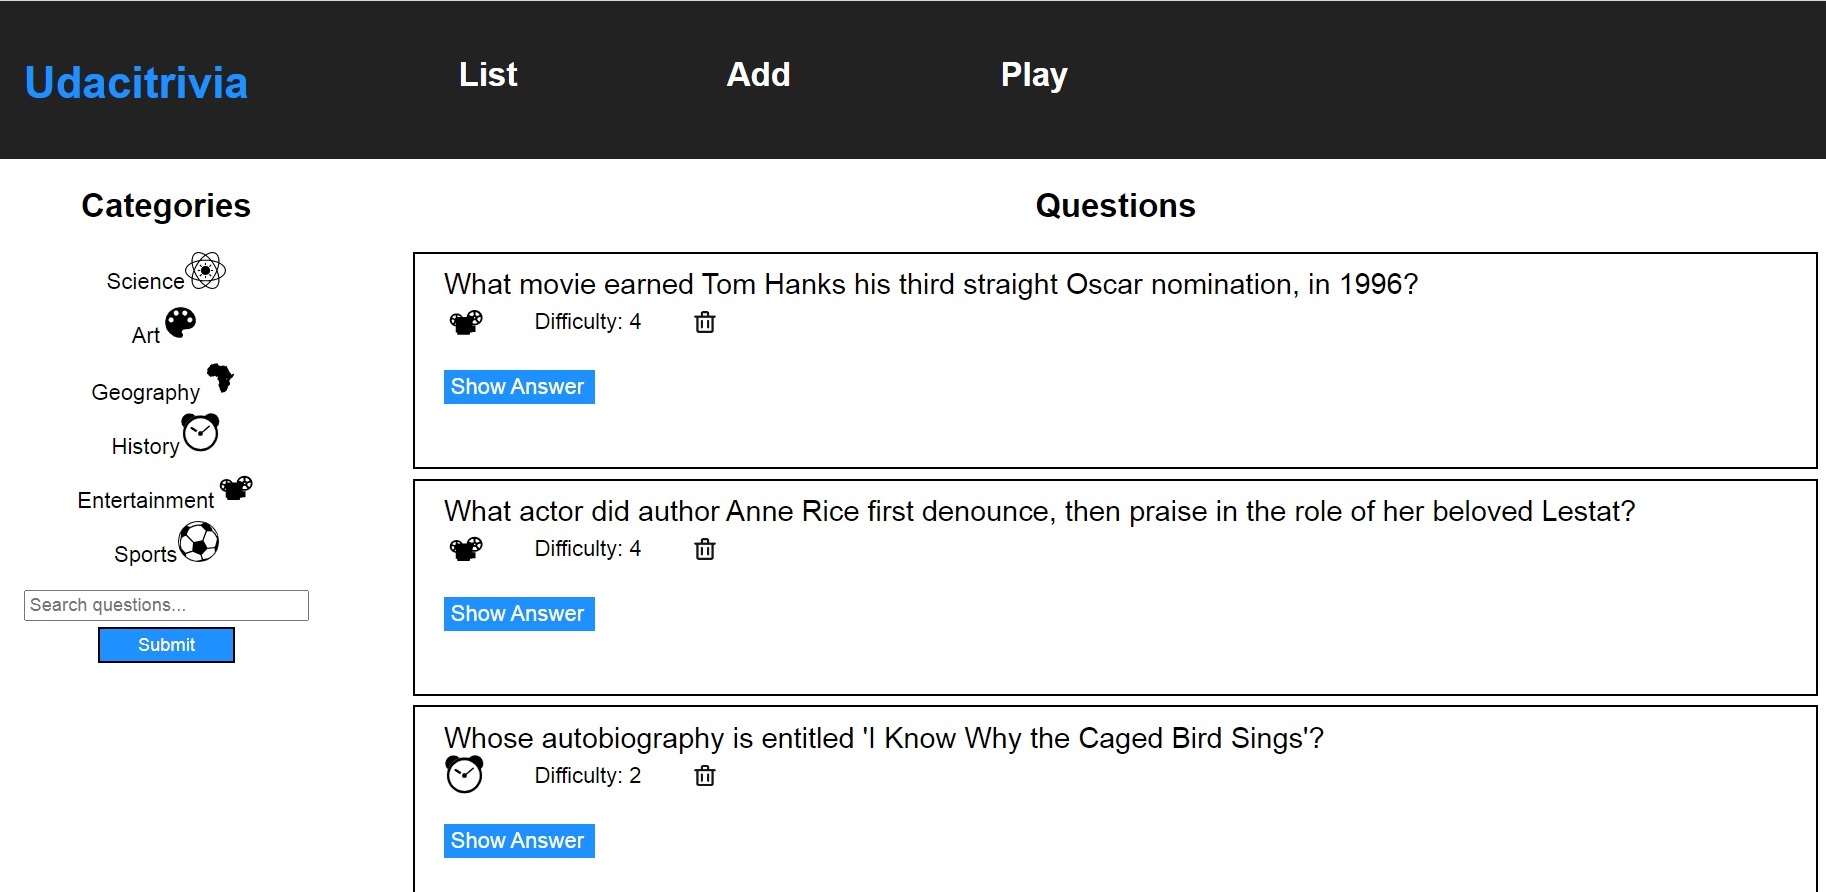 Udacitrivia
List
Add
Play
Categories
Science
Art
Geography
History
Entertainment
Sports
Search questions...
Submit
Questions
What movie earned Tom Hanks his third straight Oscar nomination, in 1996?
Difficulty: 4
Show Answer
What actor did author Anne Rice first denounce, then praise in the role of her beloved Lestat?
Difficulty: 4
Show Answer
Whose autobiography is entitled 'I Know Why the Caged Bird Sings'?
Difficulty: 2
Show Answer